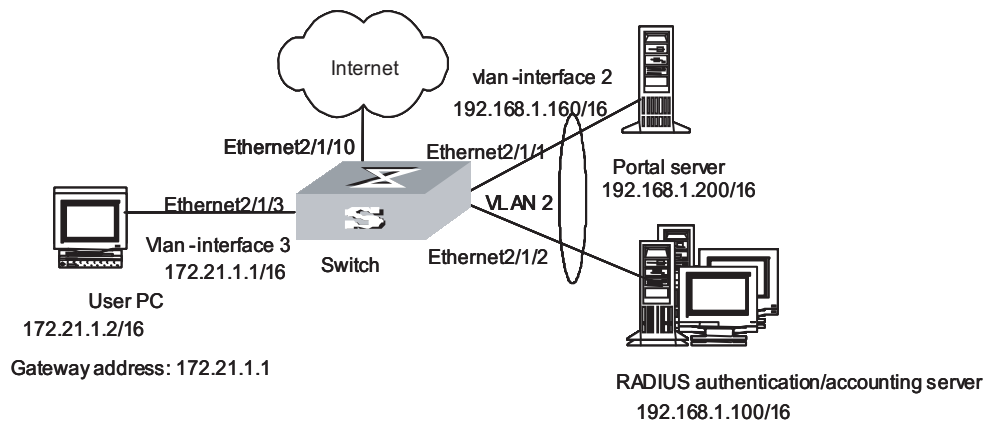 Internet
vlan -interface 2
192.168.1.160/16
Ethernet2/1/10
Ethernet2/1/1
Portal server
192.168.1.200/16
Ethernet2/1/3
VLAN 2
S
Vlan -interface 3
172.21.1.1/16
Switch
Ethernet2/1/2
User PC
172.21.1.2/16
Gateway address: 172.21.1.1
RADIUS authentication/accounting server
192.168.1.100/16